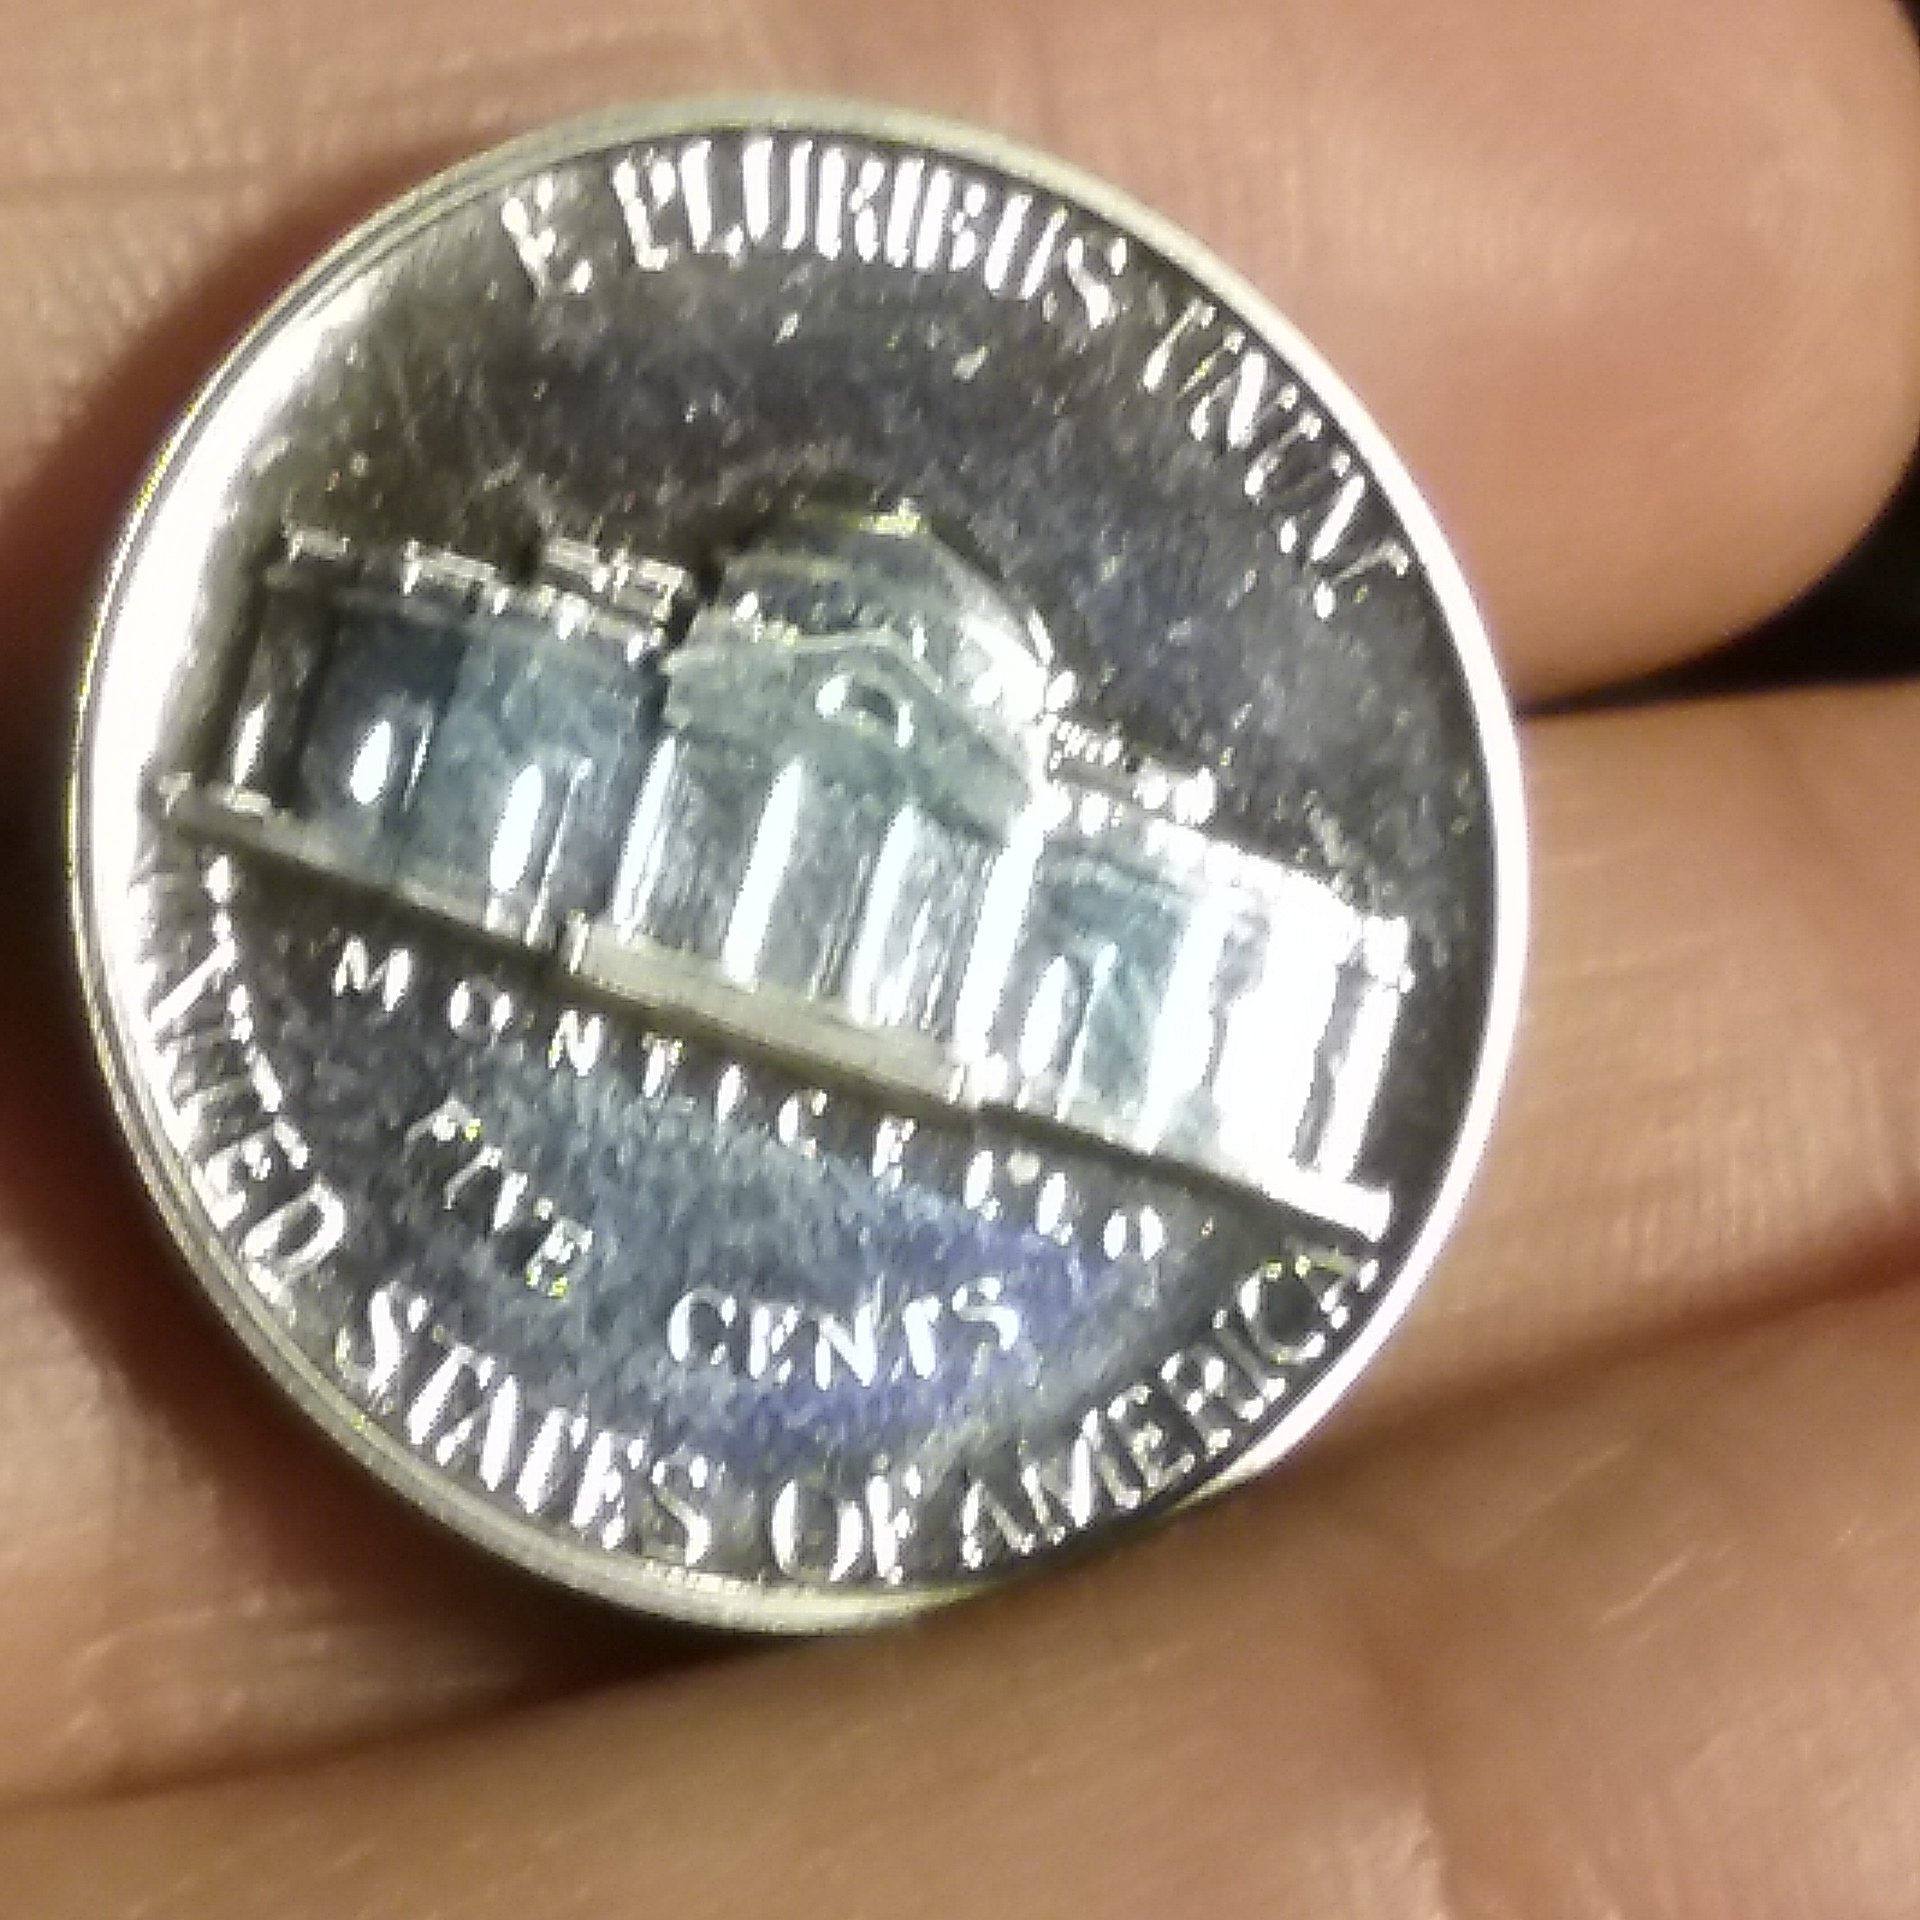 E PLURIBUS UNUM
MONTICELLO
FIVE CENTS
UNITED STATES OF AMERICA